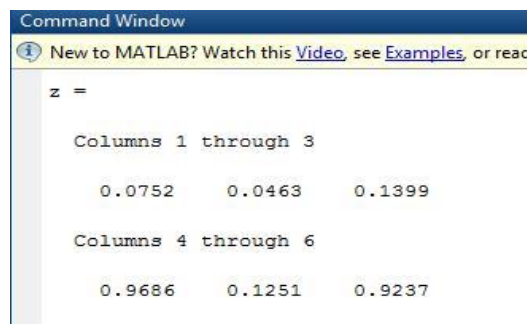 Command Window
New to MATLAB? Watch this Video, see Examples, or read
z =
Columns 1 through 3
0.0752 0.0463 0.1399
Columns 4 through 6
0.9686 0.1251 0.9237